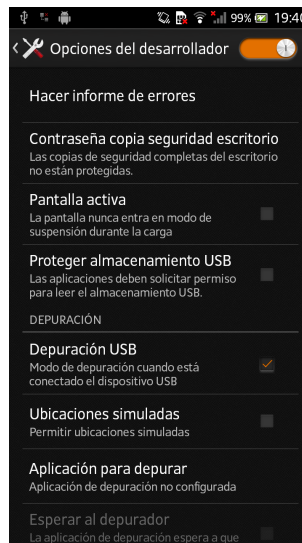 99% 19:40
Opciones del desarrollador
Hacer informe de errores
Contraseña copia seguridad escritorio
Las copias de seguridad completas del escritorio
no están protegidas.
Pantalla activa
La pantalla nunca entra en modo de
suspensión durante la carga
Proteger almacenamiento USB
Las aplicaciones deben solicitar permiso
para leer el almacenamiento USB.
DEPURACIÓN
Depuración USB
Modo de depuración cuando está
conectado el dispositivo USB
Ubicaciones simuladas
Permitir ubicaciones simuladas
Aplicación para depurar
Aplicación de depuración no configurada
Esperar al depurador
La aplicación de depuración espera a que